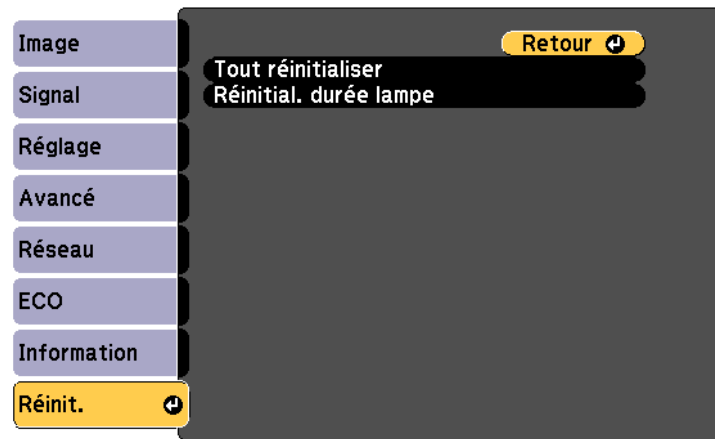 Image
Signal
Réglage
Avancé
Réseau
ECO
Information
Réinit.
Retour
Tout réinitialiser
Réinitial. durée lampe